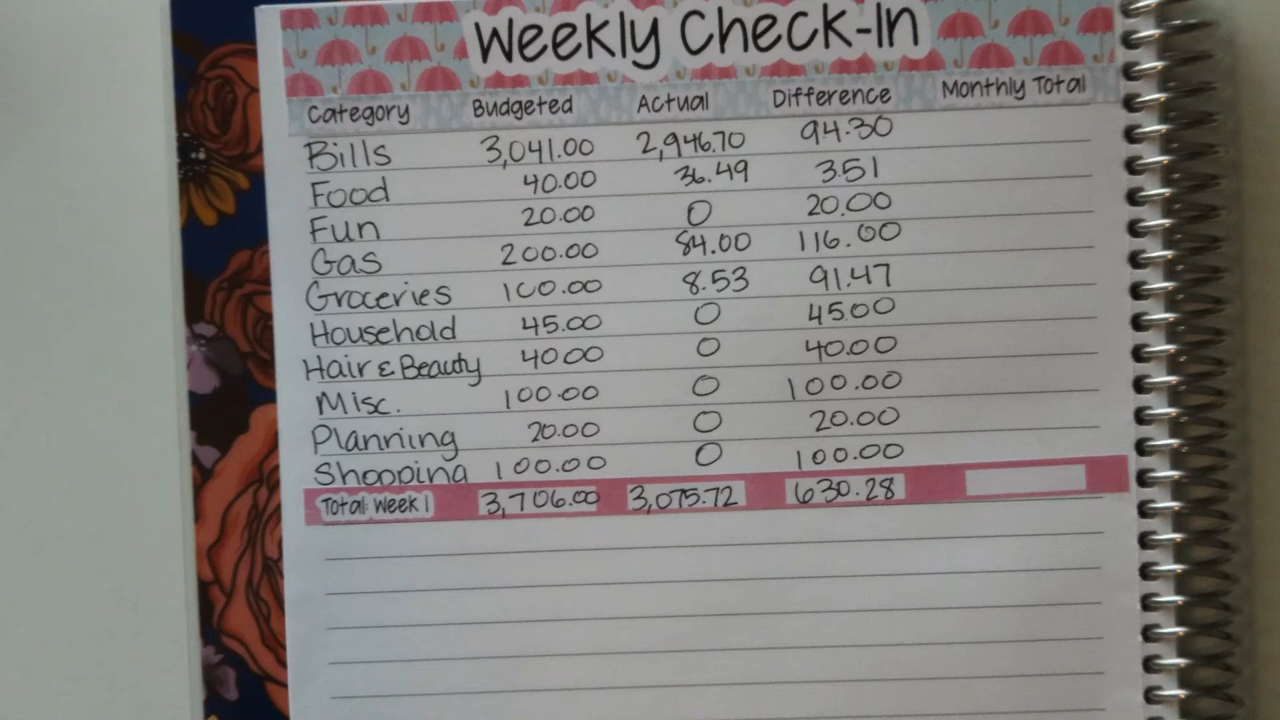 Weekly Check-In
Category Budgeted Actual Difference Monthly Total
Bills 3,041.00 2,946.70 94.30
Food 40.00 36.49 3.51
Fun 20.00 0 20.00
Gas 200.00 84.00 116.00
Groceries 100.00 8.53 91.47
Household 45.00 0 45.00
Hair & Beauty 40.00 0 40.00
Misc. 100.00 0 100.00
Planning 20.00 0 20.00
Shopping 100.00 0 100.00
Total: Week 1 3,706.00 3,075.72 630.28